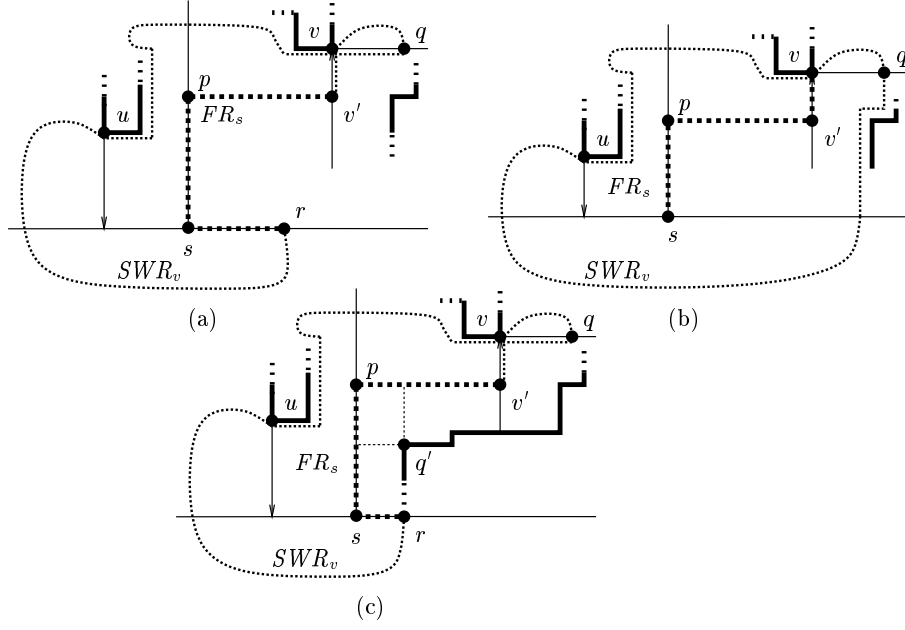 v
q
u
p
FR_s
v'
s
r
SWR_v
(a)
v
q
u
p
v'
FR_s
s
SWR_v
(b)
v
q
u
p
v'
FR_s
q'
s
r
SWR_v
(c)